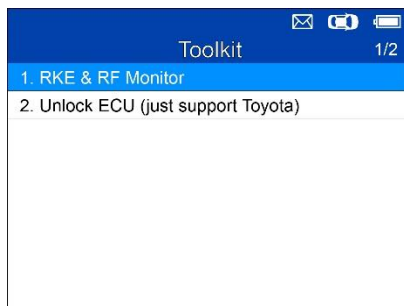 Toolkit
1/2
1. RKE & RF Monitor
2. Unlock ECU (just support Toyota)